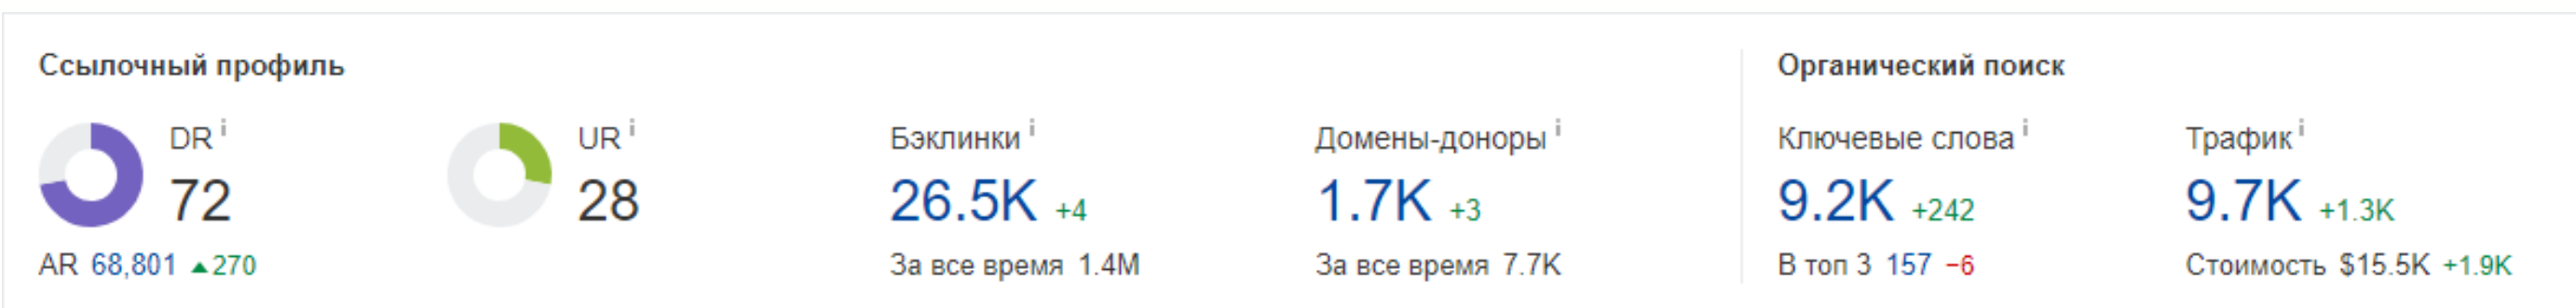 Ссылочный профиль
DR i
72
AR 68,801 ▲270
UR i
28
Бэклинки i
26.5K +4
За все время 1.4M
Домены-доноры i
1.7K +3
За все время 7.7K
Органический поиск
Ключевые слова i
9.2K +242
В топ 3 157 −6
Трафик i
9.7K +1.3K
Стоимость $15.5K +1.9K